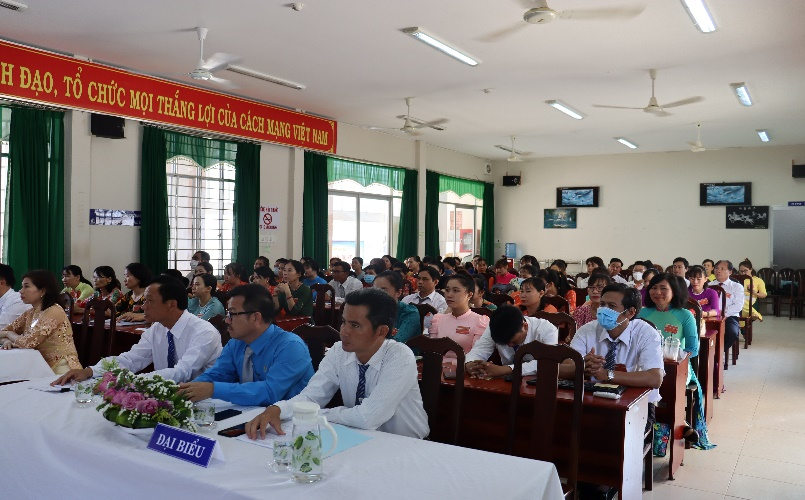 H ĐẠO, TỔ CHỨC MỌI THẮNG LỢI CỦA CÁCH MẠNG VIỆT NAM
ĐẠI BIỂU